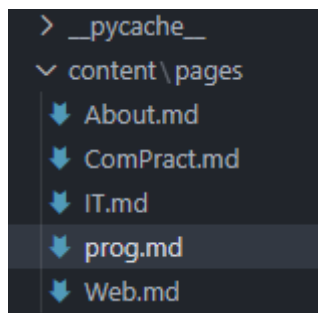 __pycache__
content\pages
About.md
ComPract.md
IT.md
prog.md
Web.md